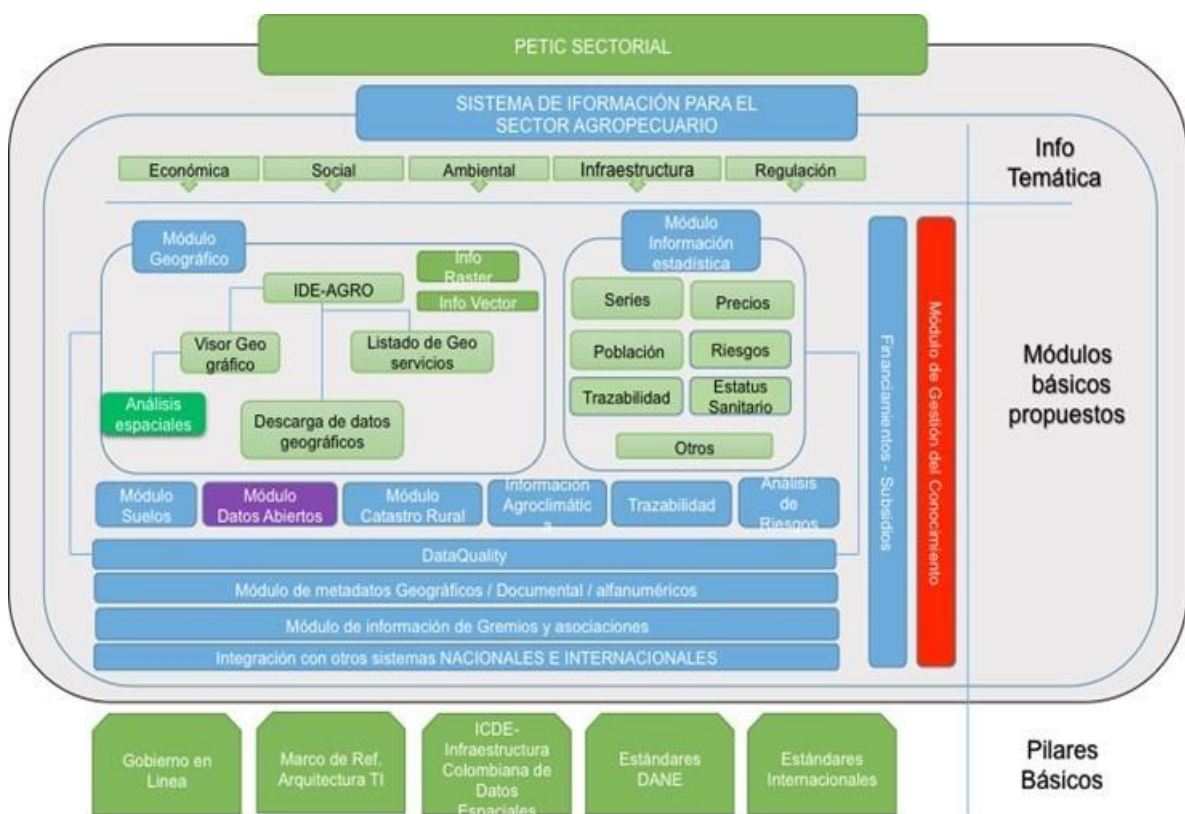 PETIC SECTORIAL
SISTEMA DE IFORMACIÓN PARA EL
SECTOR AGROPECUARIO
Info
Temática
Económica
Social
Ambiental
Infraestructura
Regulación
Módulo
Geográfico
Info
Raster
Info Vector
IDE-AGRO
Visor Geo
gráfico
Listado de Geo
servicios
Análisis
espaciales
Descarga de datos
geográficos
Módulo
Información
estadística
Series
Precios
Población
Riesgos
Trazabilidad
Estatus
Sanitario
Otros
Financiamientos - Subsidios
Módulo de Gestión del Conocimiento
Módulos
básicos
propuestos
Módulo
Suelos
Módulo
Datos Abiertos
Módulo
Catastro Rural
Información
Agroclimátic
a
Trazabilidad
Análisis
de
Riesgos
DataQuality
Módulo de metadatos Geográficos / Documental / alfanuméricos
Módulo de información de Gremios y asociaciones
Integración con otros sistemas NACIONALES E INTERNACIONALES
Gobierno en
Linea
Marco de Ref.
Arquitectura TI
ICDE-
Infraestructura
Colombiana de
Datos
Espaciales
Estándares
DANE
Estándares
Internacionales
Pilares
Básicos